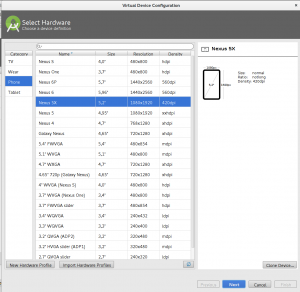 Virtual Device Configuration
Select Hardware
Choose a device definition
Category Name Size Resolution Density
TV Nexus S 4,0" 480x800 hdpi
Wear Nexus One 3,7" 480x800 hdpi
Phone Nexus 6P 5,7" 1440x2560 560dpi
Tablet Nexus 6 5,96" 1440x2560 560dpi
Nexus 5X 5,2" 1080x1920 420dpi
Nexus 5 4,95" 1080x1920 xxhdpi
Nexus 4 4,7" 768x1280 xhdpi
Galaxy Nexus 4,65" 720x1280 xhdpi
5.4" FWVGA 5,4" 480x854 mdpi
5.1" WVGA 5,1" 480x800 mdpi
4.7" WXGA 4,7" 720x1280 xhdpi
4.65" 720p (Galaxy Nexus) 4,65" 720x1280 xhdpi
4" WVGA (Nexus S) 4,0" 480x800 hdpi
3.7" WVGA (Nexus One) 3,4" 480x800 hdpi
3.7" FWVGA slider 3,7" 480x854 hdpi
3.4" WQVGA 3,4" 240x432 ldpi
3.3" WQVGA 3,3" 240x400 ldpi
3.2" QVGA (ADP2) 3,2" 320x480 mdpi
3.2" HVGA slider (ADP1) 3,2" 320x480 mdpi
2.7" QVGA slider 2,7" 240x320 ldpi
Nexus 5X
Size: normal
Ratio: notlong
Density: 420dpi
New Hardware Profile Import Hardware Profiles
Clone Device...
Previous Next Cancel Finish